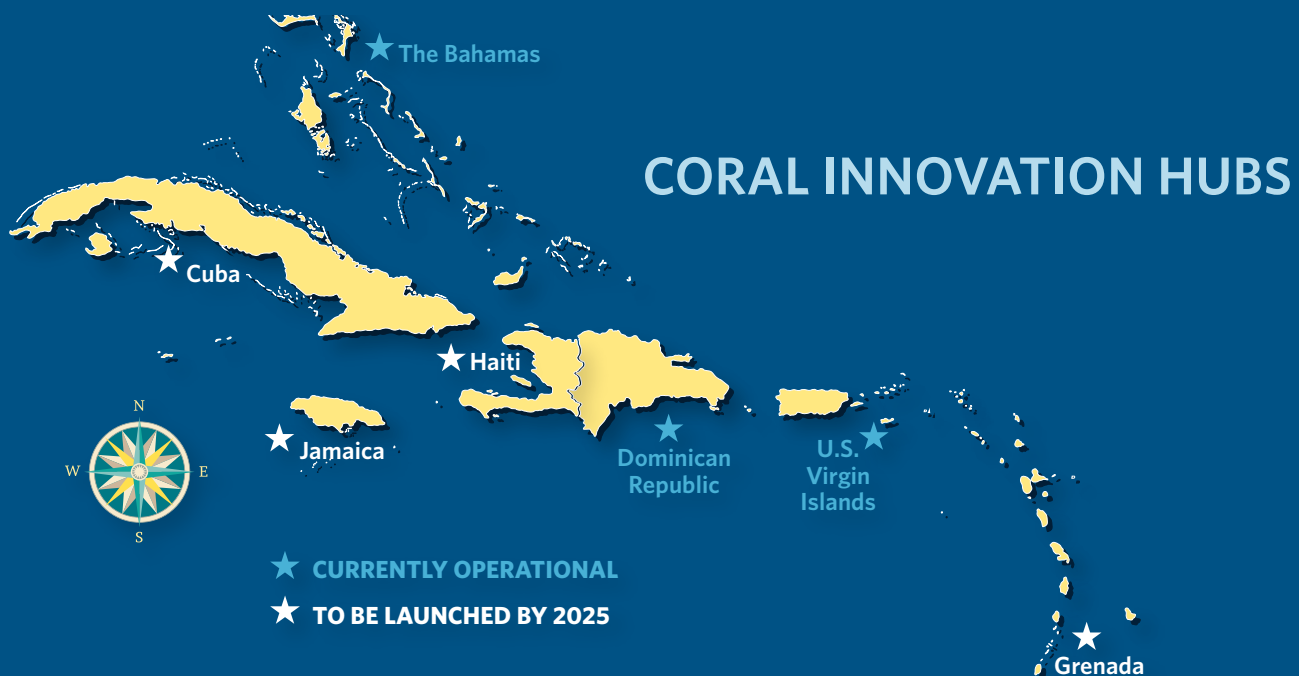 The Bahamas
CORAL INNOVATION HUBS
Cuba
Haiti
Jamaica
Dominican
Republic
U.S.
Virgin
Islands
N
W
E
S
CURRENTLY OPERATIONAL
TO BE LAUNCHED BY 2025
Grenada